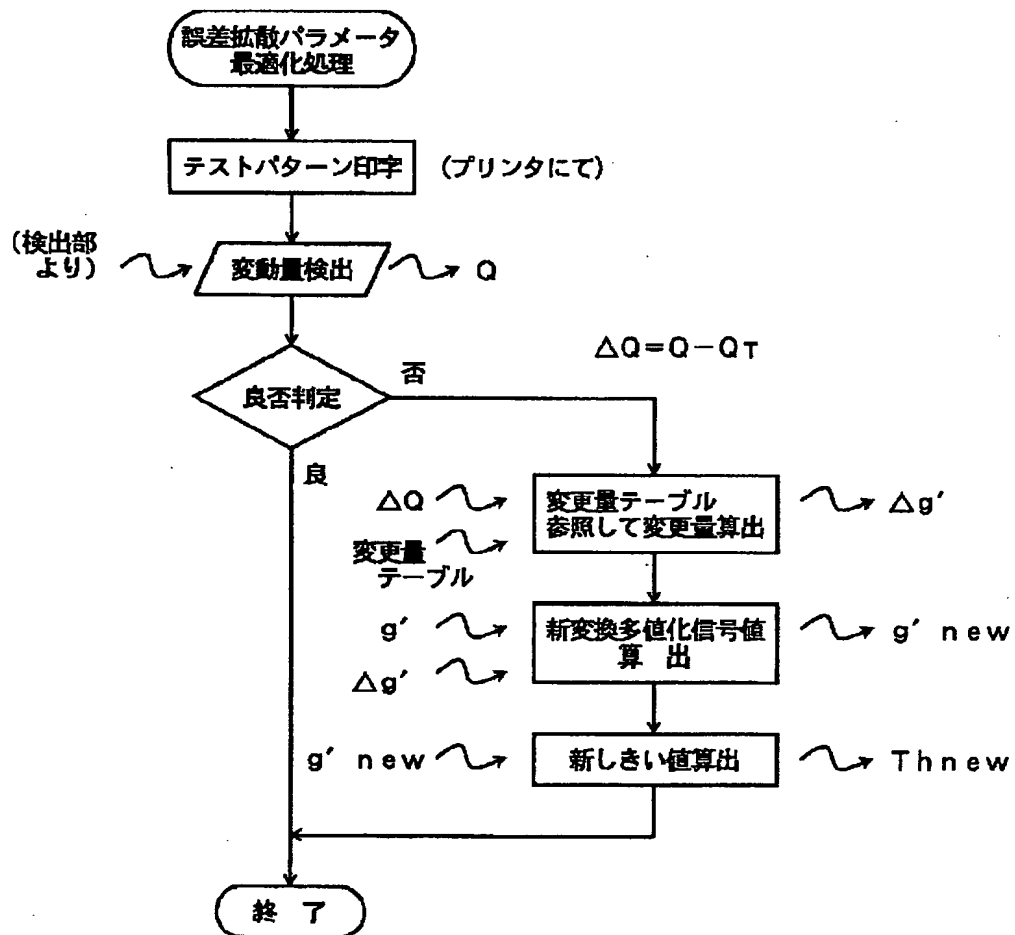 誤差拡散パラメータ
最適化処理
テストパターン印字
(プリンタにて)
(検出部
より)
変動量検出
Q
△Q=Q−QT
否
良否判定
良
△Q
変更量テーブル
参照して変更量算出
△g′
変更量
テーブル
g′
新変換多値化信号値
算 出
g′ new
△g′
g′ new
新しきい値算出
Thnew
終 了